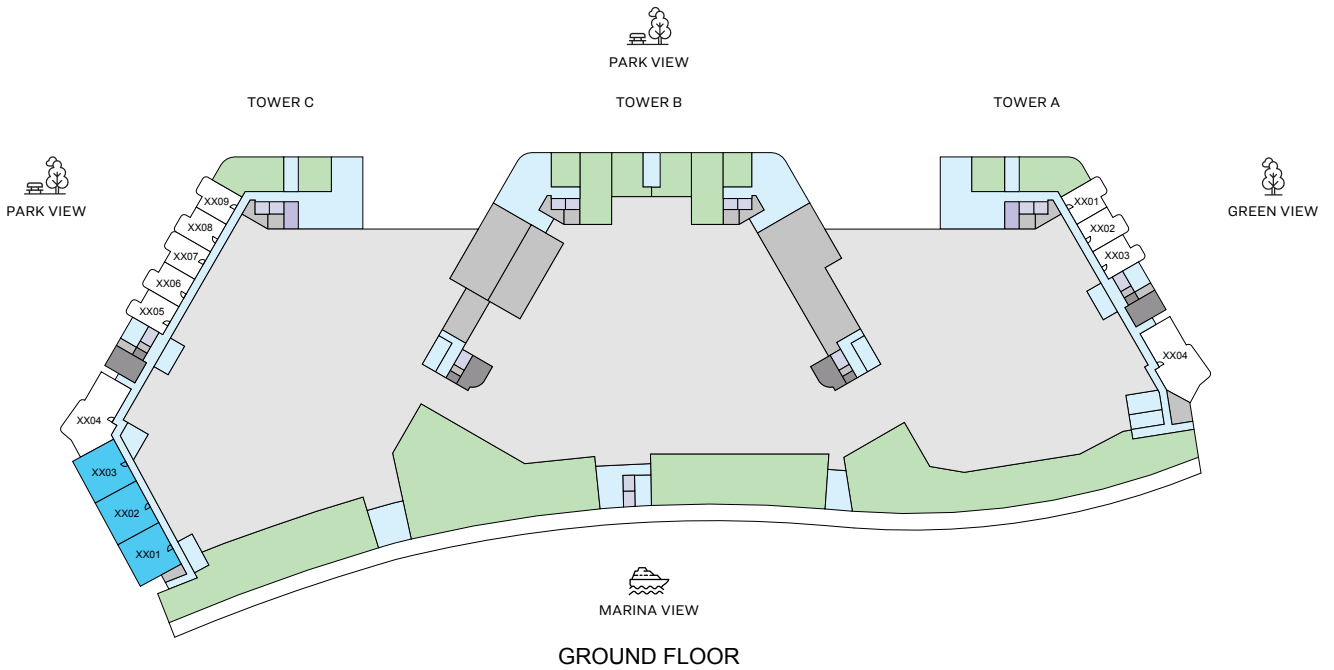 PARK VIEW
TOWER C
TOWER B
TOWER A
PARK VIEW
GREEN VIEW
XX09
XX08
XX07
XX06
XX05
XX04
XX03
XX02
XX01
XX01
XX02
XX03
XX04
MARINA VIEW
GROUND FLOOR